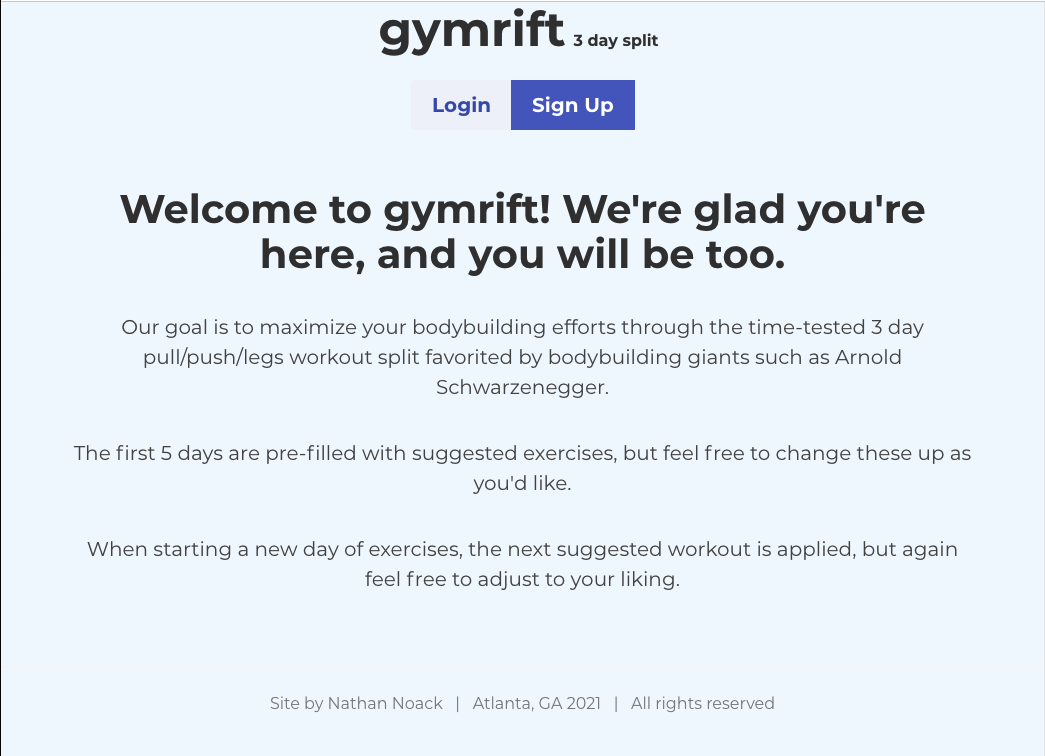 gymrift 3 day split
Login Sign Up
Welcome to gymrift! We're glad you're
here, and you will be too.
Our goal is to maximize your bodybuilding efforts through the time-tested 3 day
pull/push/legs workout split favorited by bodybuilding giants such as Arnold
Schwarzenegger.
The first 5 days are pre-filled with suggested exercises, but feel free to change these up as
you'd like.
When starting a new day of exercises, the next suggested workout is applied, but again
feel free to adjust to your liking.
Site by Nathan Noack | Atlanta, GA 2021 | All rights reserved